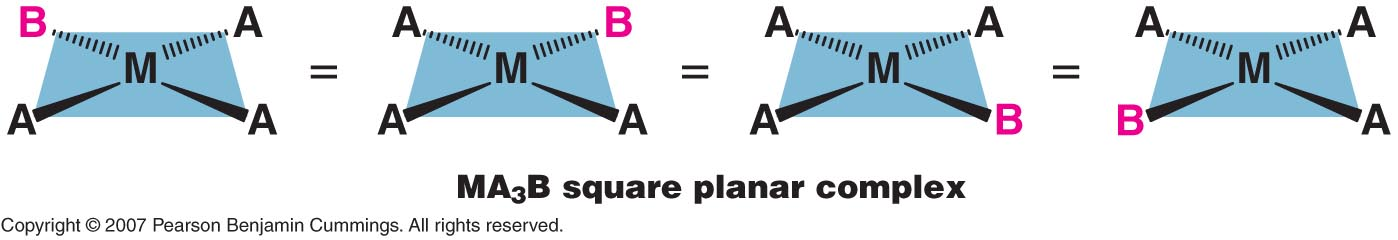 B A A B A A A A
M = M = M = M
A A A A A B B A
MA₃B square planar complex
Copyright © 2007 Pearson Benjamin Cummings. All rights reserved.